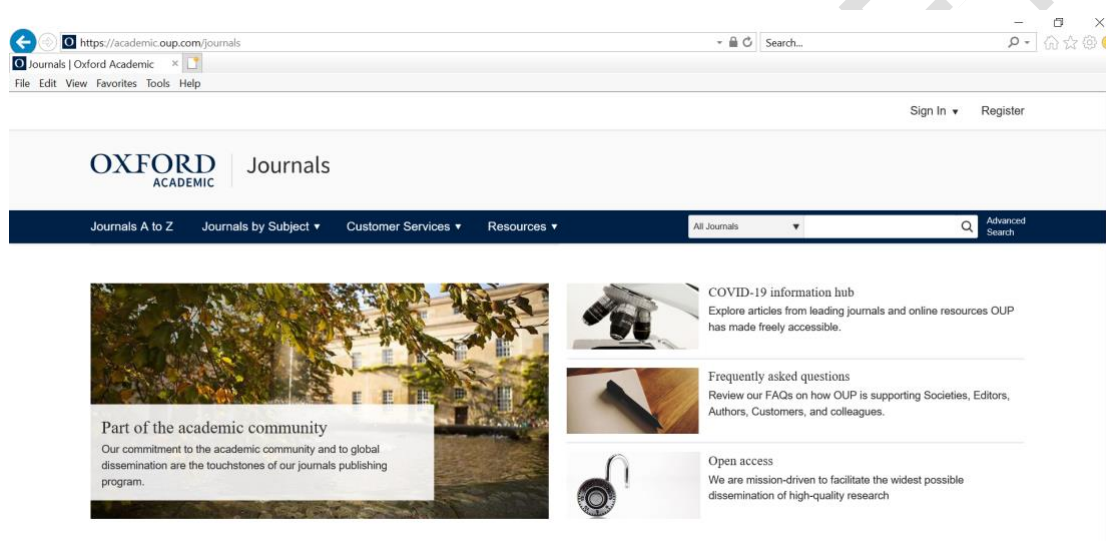 https://academic.oup.com/journals
Search...
Journals | Oxford Academic
File Edit View Favorites Tools Help
Sign In Register
OXFORD
ACADEMIC
Journals
Journals A to Z Journals by Subject Customer Services Resources
All Journals
Advanced
Search
Part of the academic community
Our commitment to the academic community and to global
dissemination are the touchstones of our journals publishing
program.
COVID-19 information hub
Explore articles from leading journals and online resources OUP
has made freely accessible.
Frequently asked questions
Review our FAQs on how OUP is supporting Societies, Editors,
Authors, Customers, and colleagues.
Open access
We are mission-driven to facilitate the widest possible
dissemination of high-quality research